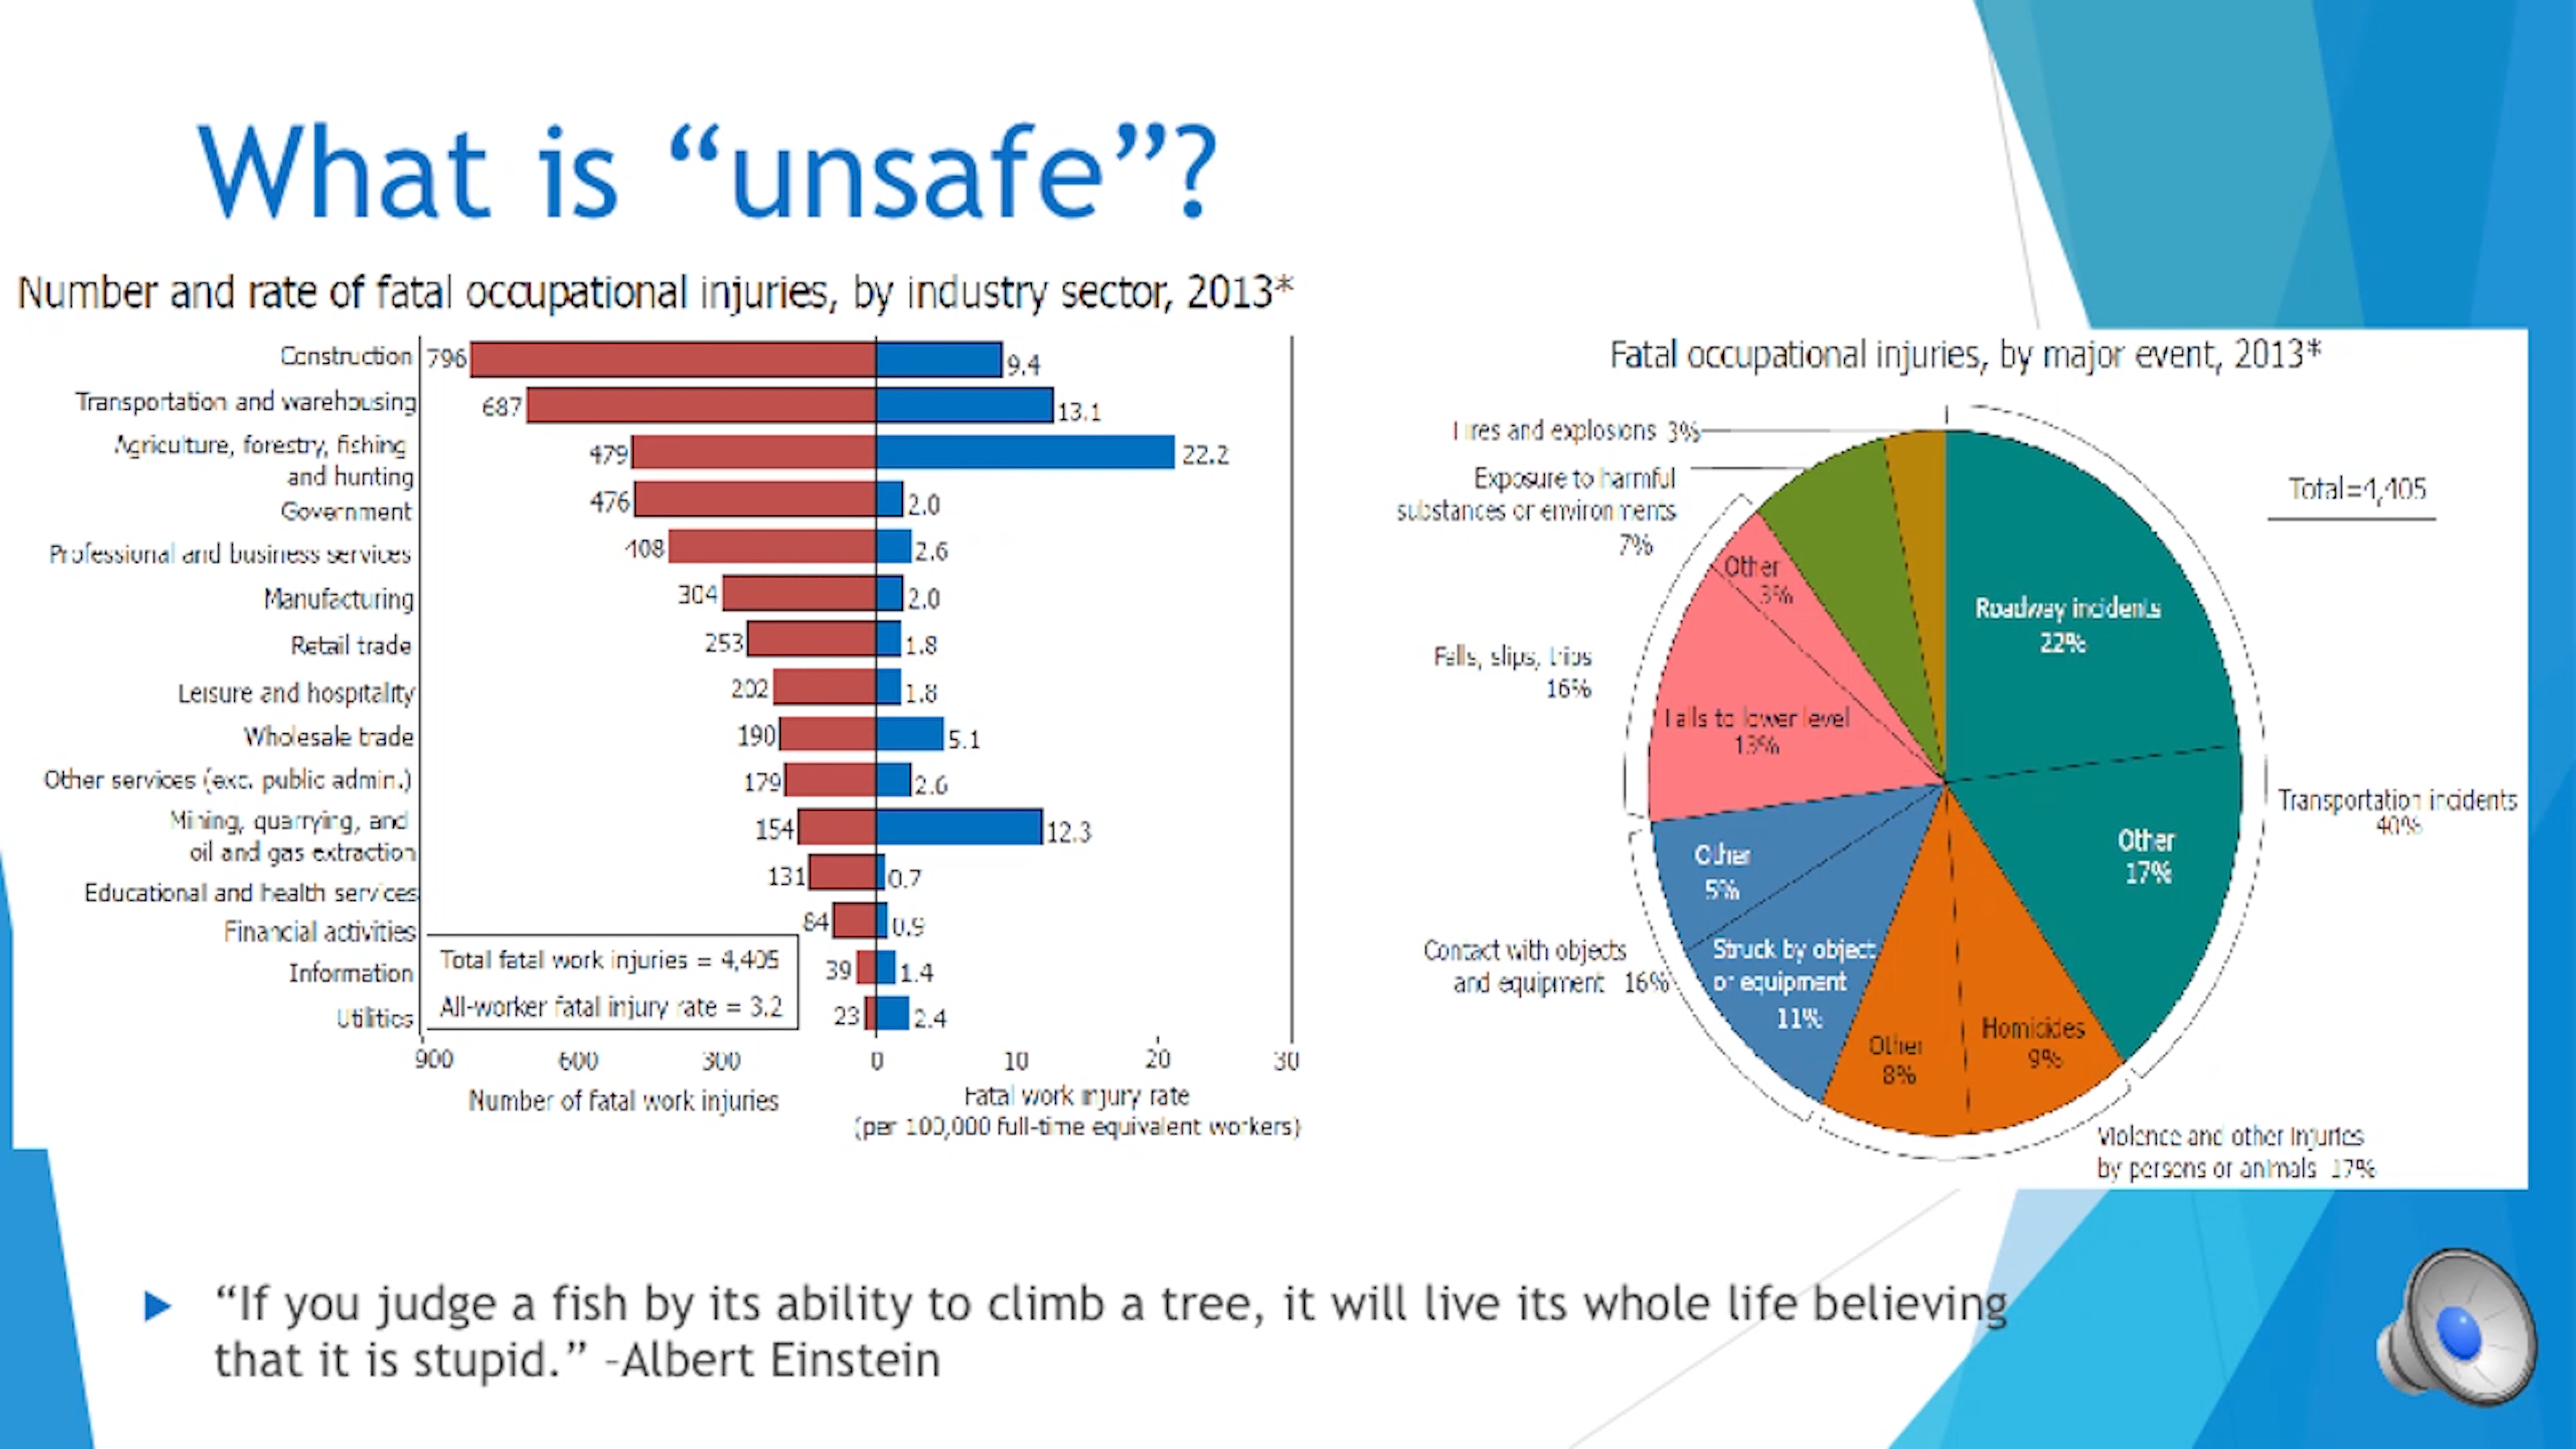 What is “unsafe”?
Number and rate of fatal occupational injuries, by industry sector, 2013*
Construction 796 9.4
Transportation and warehousing 687 13.1
Agriculture, forestry, fishing
and hunting 479 22.2
Government 476 2.0
Professional and business services 408 2.6
Manufacturing 304 2.0
Retail trade 253 1.8
Leisure and hospitality 202 1.8
Wholesale trade 190 5.1
Other services (exc. public admin.) 179 2.6
Mining, quarrying, and
oil and gas extraction 154 12.3
Educational and health services 131 0.7
Financial activities 84 0.9
Information 39 1.4
Utilities 23 2.4
Total fatal work injuries = 4,405
All-worker fatal injury rate = 3.2
900 600 300 0 10 20 30
Number of fatal work injuries
Fatal work injury rate
(per 100,000 full-time equivalent workers)
Fatal occupational injuries, by major event, 2013*
Total=4,405
Fires and explosions 3%
Exposure to harmful
substances or environments
7%
Other
3%
Roadway incidents
22%
Falls, slips, trips
16%
Falls to lower level
13%
Transportation incidents
40%
Other
17%
Other
5%
Contact with objects
and equipment 16%
Struck by object
or equipment
11%
Other
8%
Homicides
9%
Violence and other injuries
by persons or animals 17%
“If you judge a fish by its ability to climb a tree, it will live its whole life believing
that it is stupid.” –Albert Einstein